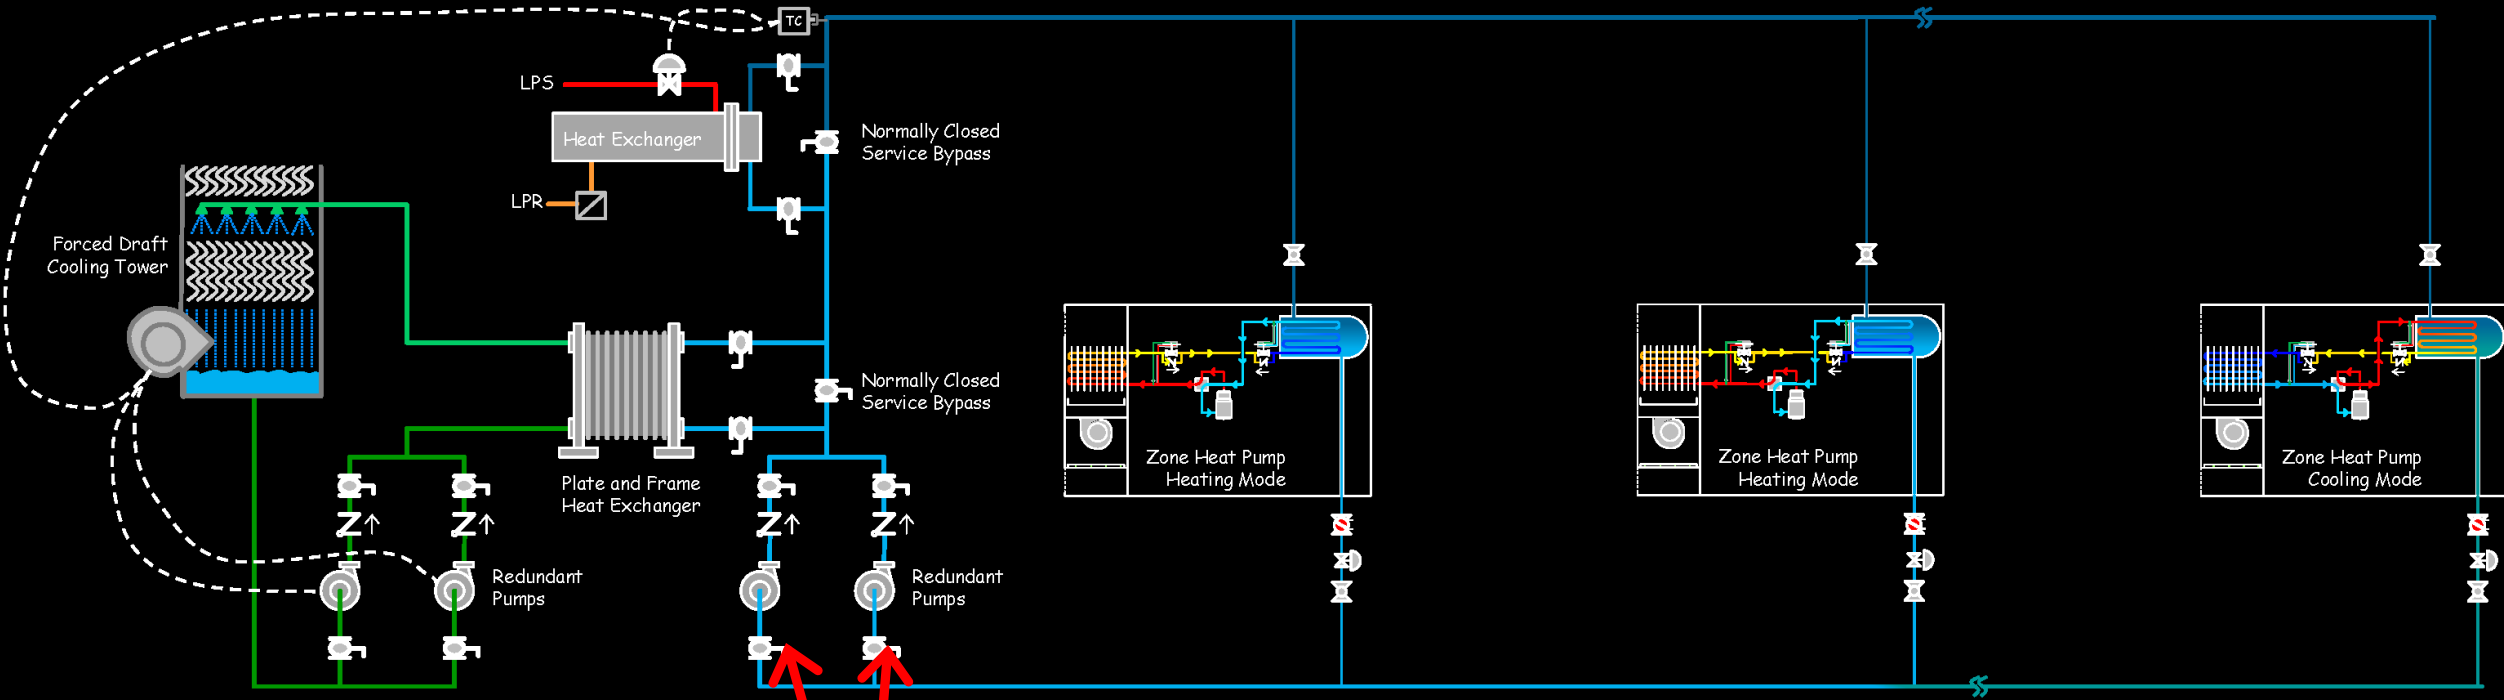 TC
LPS
Heat Exchanger
Normally Closed
Service Bypass
LPR
Forced Draft
Cooling Tower
Normally Closed
Service Bypass
Plate and Frame
Heat Exchanger
Redundant
Pumps
Redundant
Pumps
Zone Heat Pump
Heating Mode
Zone Heat Pump
Heating Mode
Zone Heat Pump
Cooling Mode